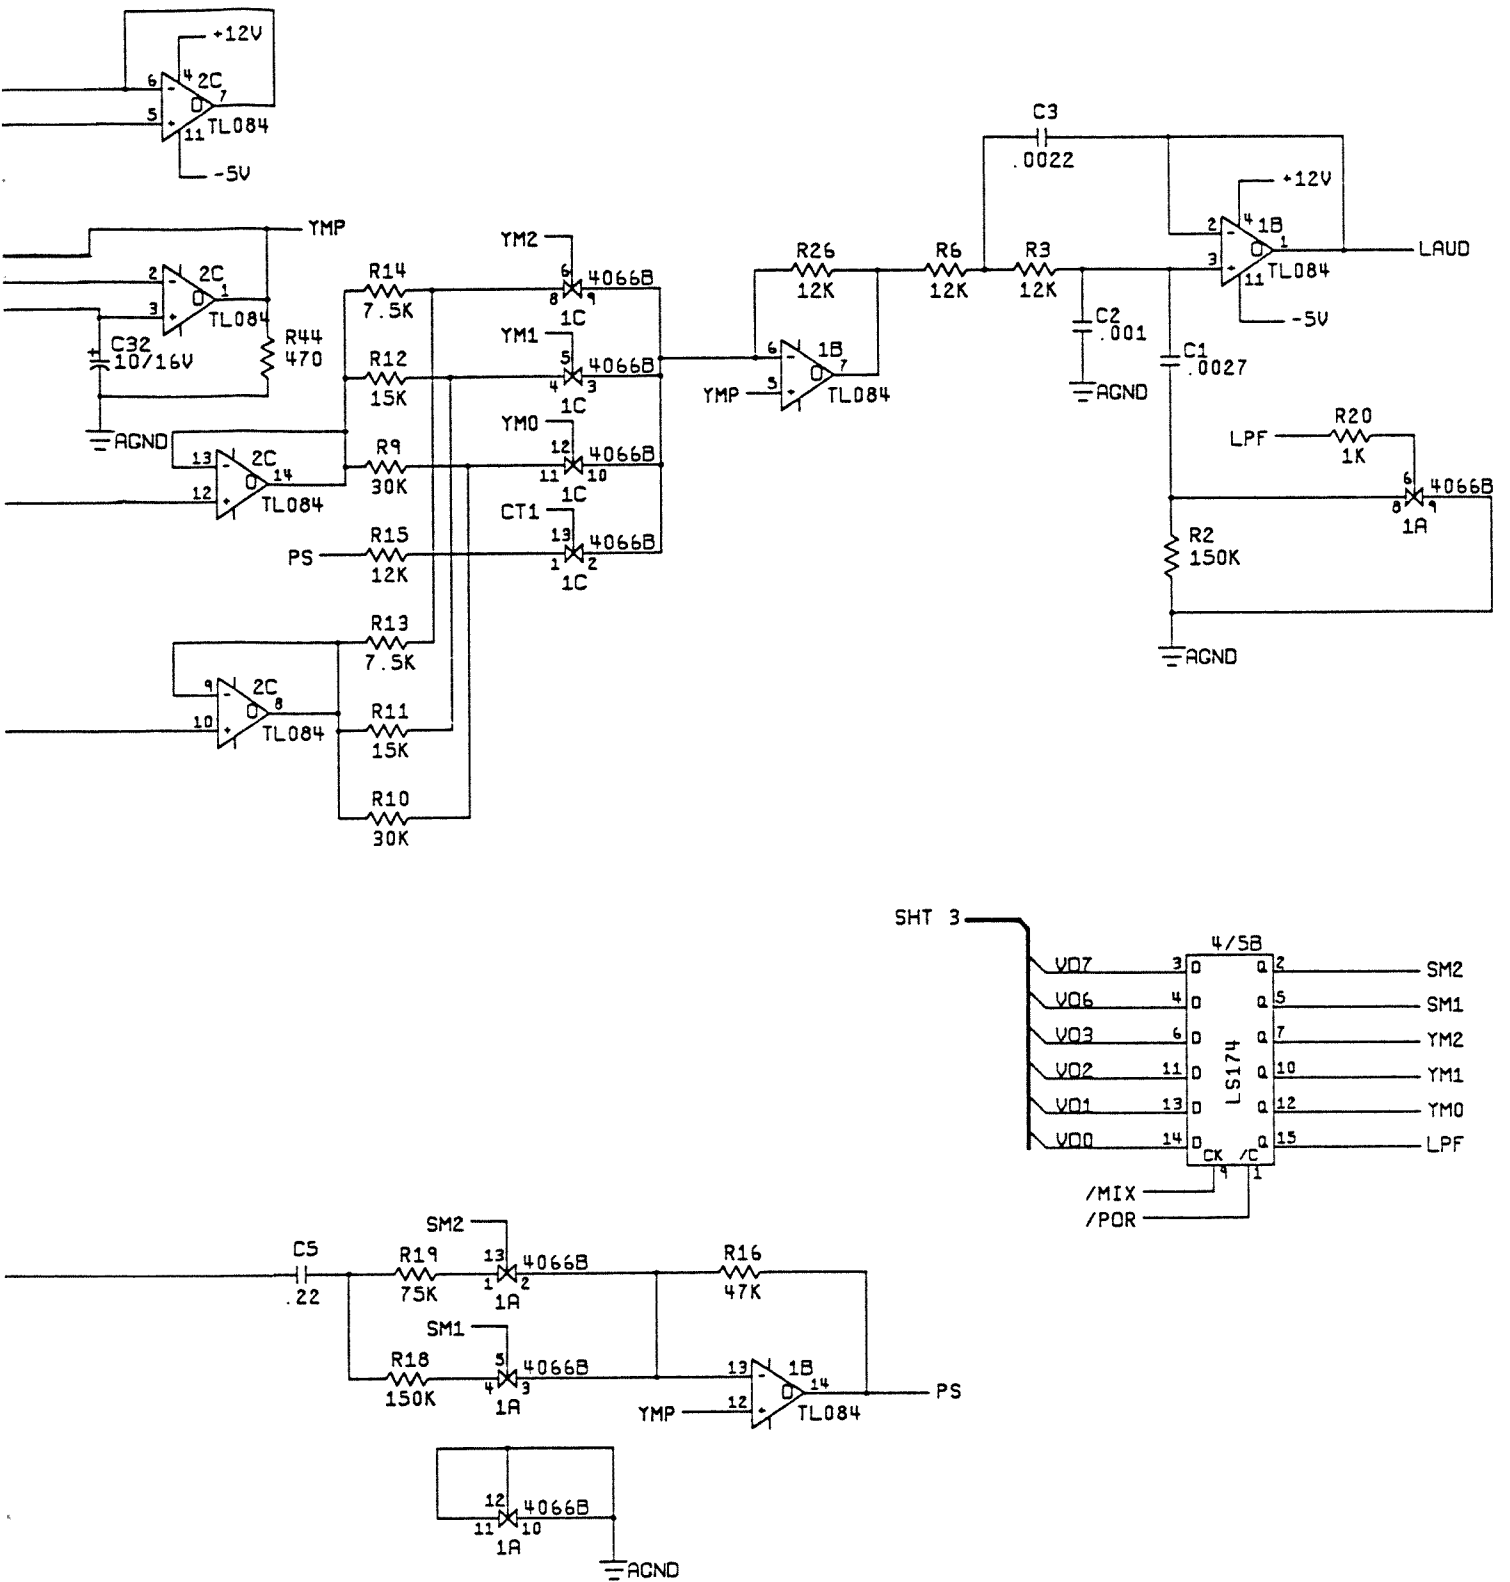 +12V
6 4 2C
- O 7
5 + 11 TL084
-5V
YMP
2 2C
- O 1
3 + TL084
C32
10/16V
R44
470
AGND
13 2C
- O 14
12 + TL084
R14
7.5K
R12
15K
R9
30K
PS
R15
12K
R13
7.5K
9 2C
- O 8
10 + TL084
R11
15K
R10
30K
YM2
6 4066B
8 9
1C
YM1
5 4066B
4 3
1C
YM0
12 4066B
11 10
1C
CT1
13 4066B
1 2
1C
R26
12K
6 1B
- O 7
YMP 5 + TL084
R6
12K
R3
12K
C3
.0022
C2
.001
AGND
C1
.0027
+12V
2 4 1B
- O 1
3 + 11 TL084
-5V
LAUD
LPF
R20
1K
6 4066B
8 9
1A
R2
150K
AGND
SHT 3
4/5B
VD7 3 D Q 2 SM2
VD6 4 D Q 5 SM1
VD3 6 D Q 7 YM2
VD2 11 D Q 10 YM1
VD1 13 D Q 12 YM0
VD0 14 D Q 15 LPF
LS174
CK /C
9 1
/MIX
/POR
C5
.22
R19
75K
SM2
13 4066B
1 2
1A
SM1
R18
150K
5 4066B
4 3
1A
R16
47K
13 1B
- O 14
YMP 12 + TL084
PS
12 4066B
11 10
1A
AGND